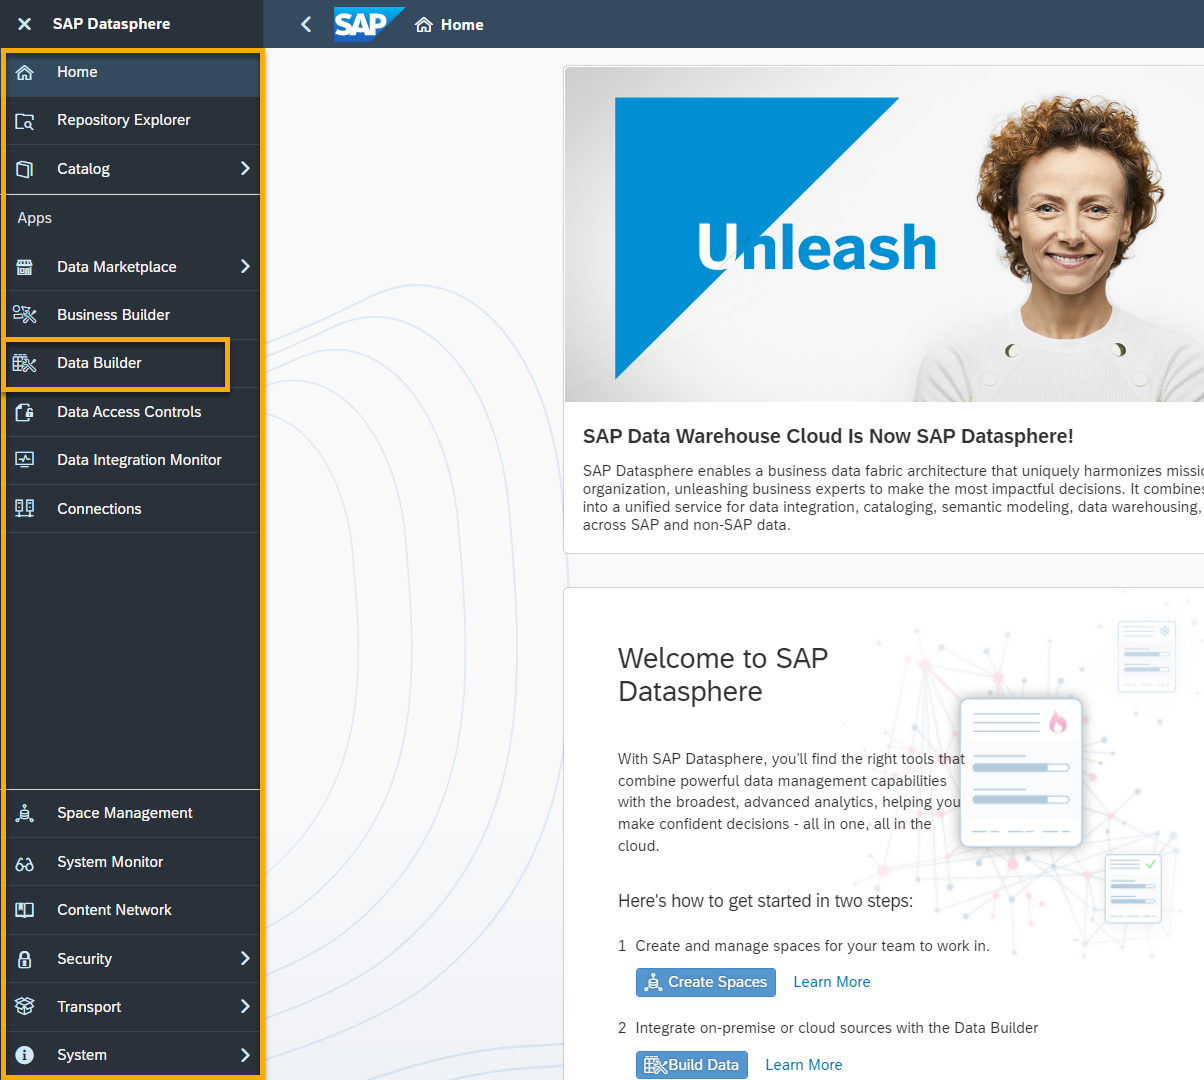 SAP Datasphere
SAP
Home
Home
Repository Explorer
Catalog
Apps
Data Marketplace
Business Builder
Data Builder
Data Access Controls
Data Integration Monitor
Connections
Space Management
System Monitor
Content Network
Security
Transport
System
Unleash
SAP Data Warehouse Cloud Is Now SAP Datasphere!
SAP Datasphere enables a business data fabric architecture that uniquely harmonizes
organization, unleashing business experts to make the most impactful decisions. It combines
into a unified service for data integration, cataloging, semantic modeling, data warehousing,
across SAP and non-SAP data.
Welcome to SAP
Datasphere
With SAP Datasphere, you'll find the right tools that
combine powerful data management capabilities
with the broadest, advanced analytics, helping you
make confident decisions - all in one, all in the
cloud.
Here's how to get started in two steps:
1 Create and manage spaces for your team to work in.
Create Spaces Learn More
2 Integrate on-premise or cloud sources with the Data Builder
Build Data Learn More